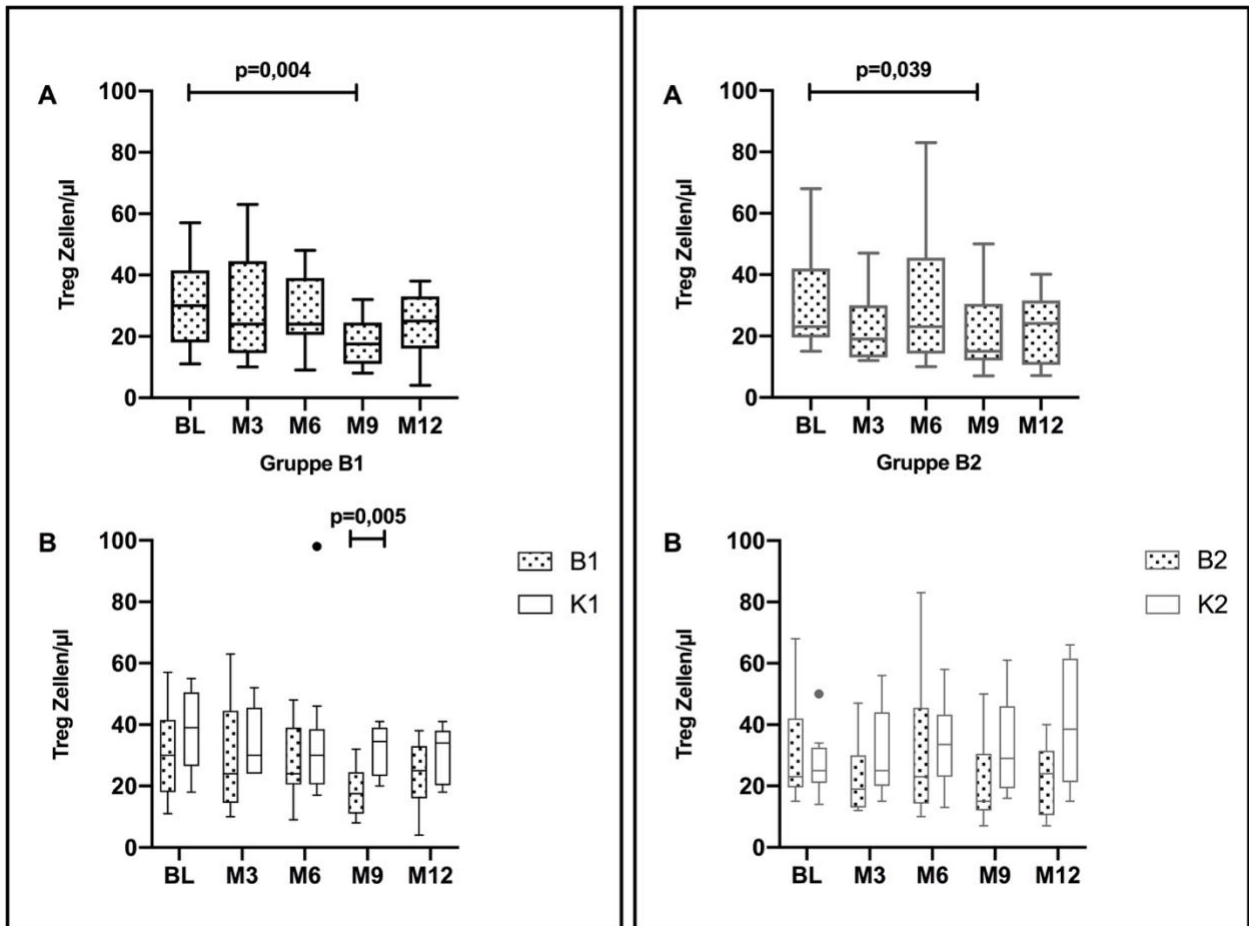 p=0,004
A
100
80
60
40
20
0
Treg Zellen/µl
BL M3 M6 M9 M12
Gruppe B1
p=0,039
A
100
80
60
40
20
0
Treg Zellen/µl
BL M3 M6 M9 M12
Gruppe B2
p=0,005
B
100
80
60
40
20
0
Treg Zellen/µl
BL M3 M6 M9 M12
B1
K1
B
100
80
60
40
20
0
Treg Zellen/µl
BL M3 M6 M9 M12
B2
K2